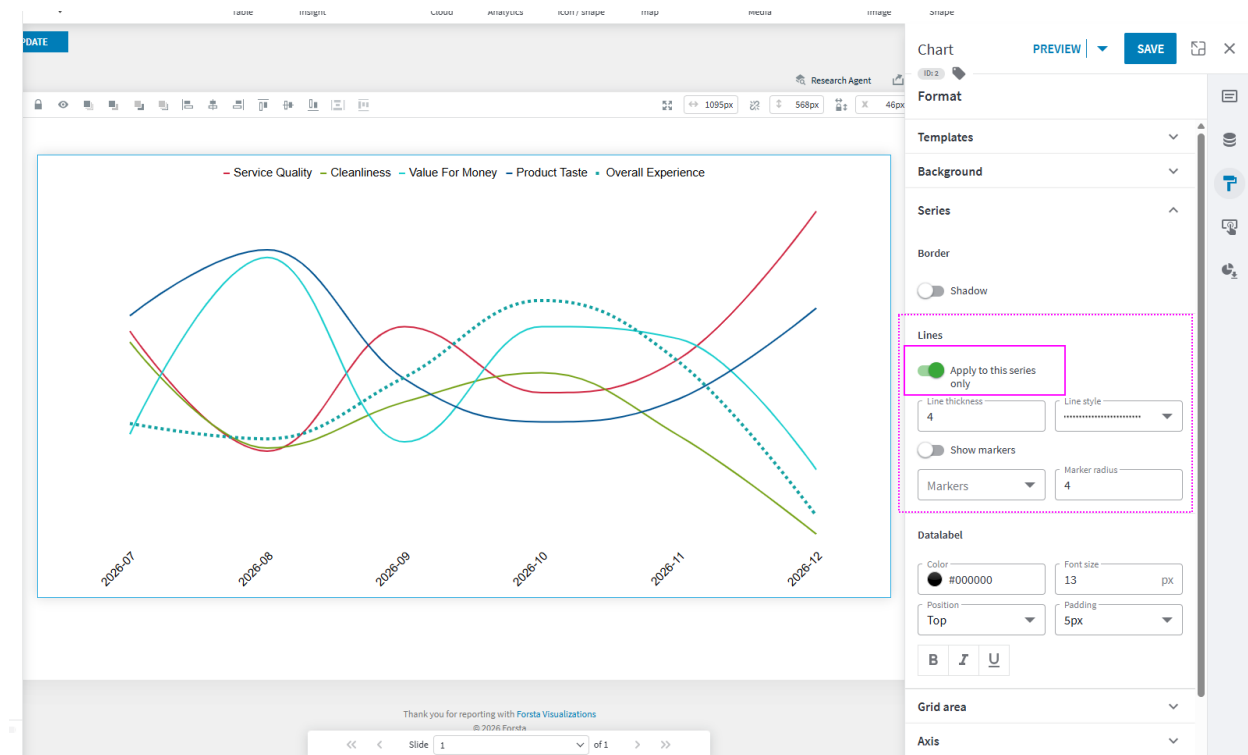 Table Insight Cloud Analytics Icon / shape map Media Image Shape
PDATE
Chart PREVIEW SAVE
ID: 2
Research Agent
Format
1095px 568px X 46px
Templates
Background
Series
Border
Shadow
Lines
Apply to this series
only
Line thickness Line style
4
Show markers
Markers
Marker radius
4
Datalabel
Color
#000000
Font size
13 px
Position
Top
Padding
5px
B I U
Grid area
Axis
Service Quality Cleanliness Value For Money Product Taste Overall Experience
2026-07 2026-08 2026-09 2026-10 2026-11 2026-12
Thank you for reporting with Forsta Visualizations
© 2026 Forsta
Slide 1 of 1